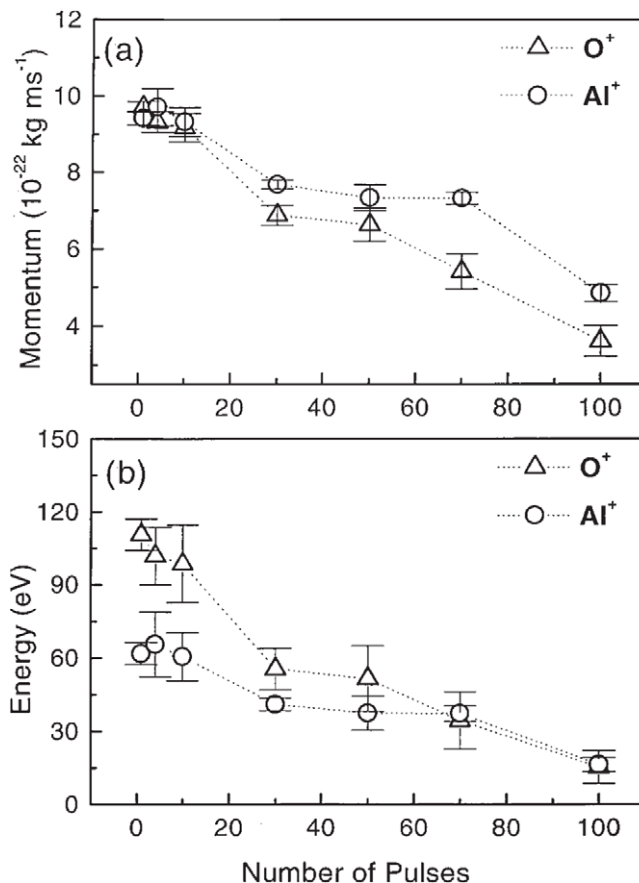 (a)
O⁺
Al⁺
12
10
8
6
4
Momentum (10⁻²² kg ms⁻¹)
0 20 40 60 80 100
(b)
O⁺
Al⁺
150
120
90
60
30
0
Energy (eV)
0 20 40 60 80 100
Number of Pulses